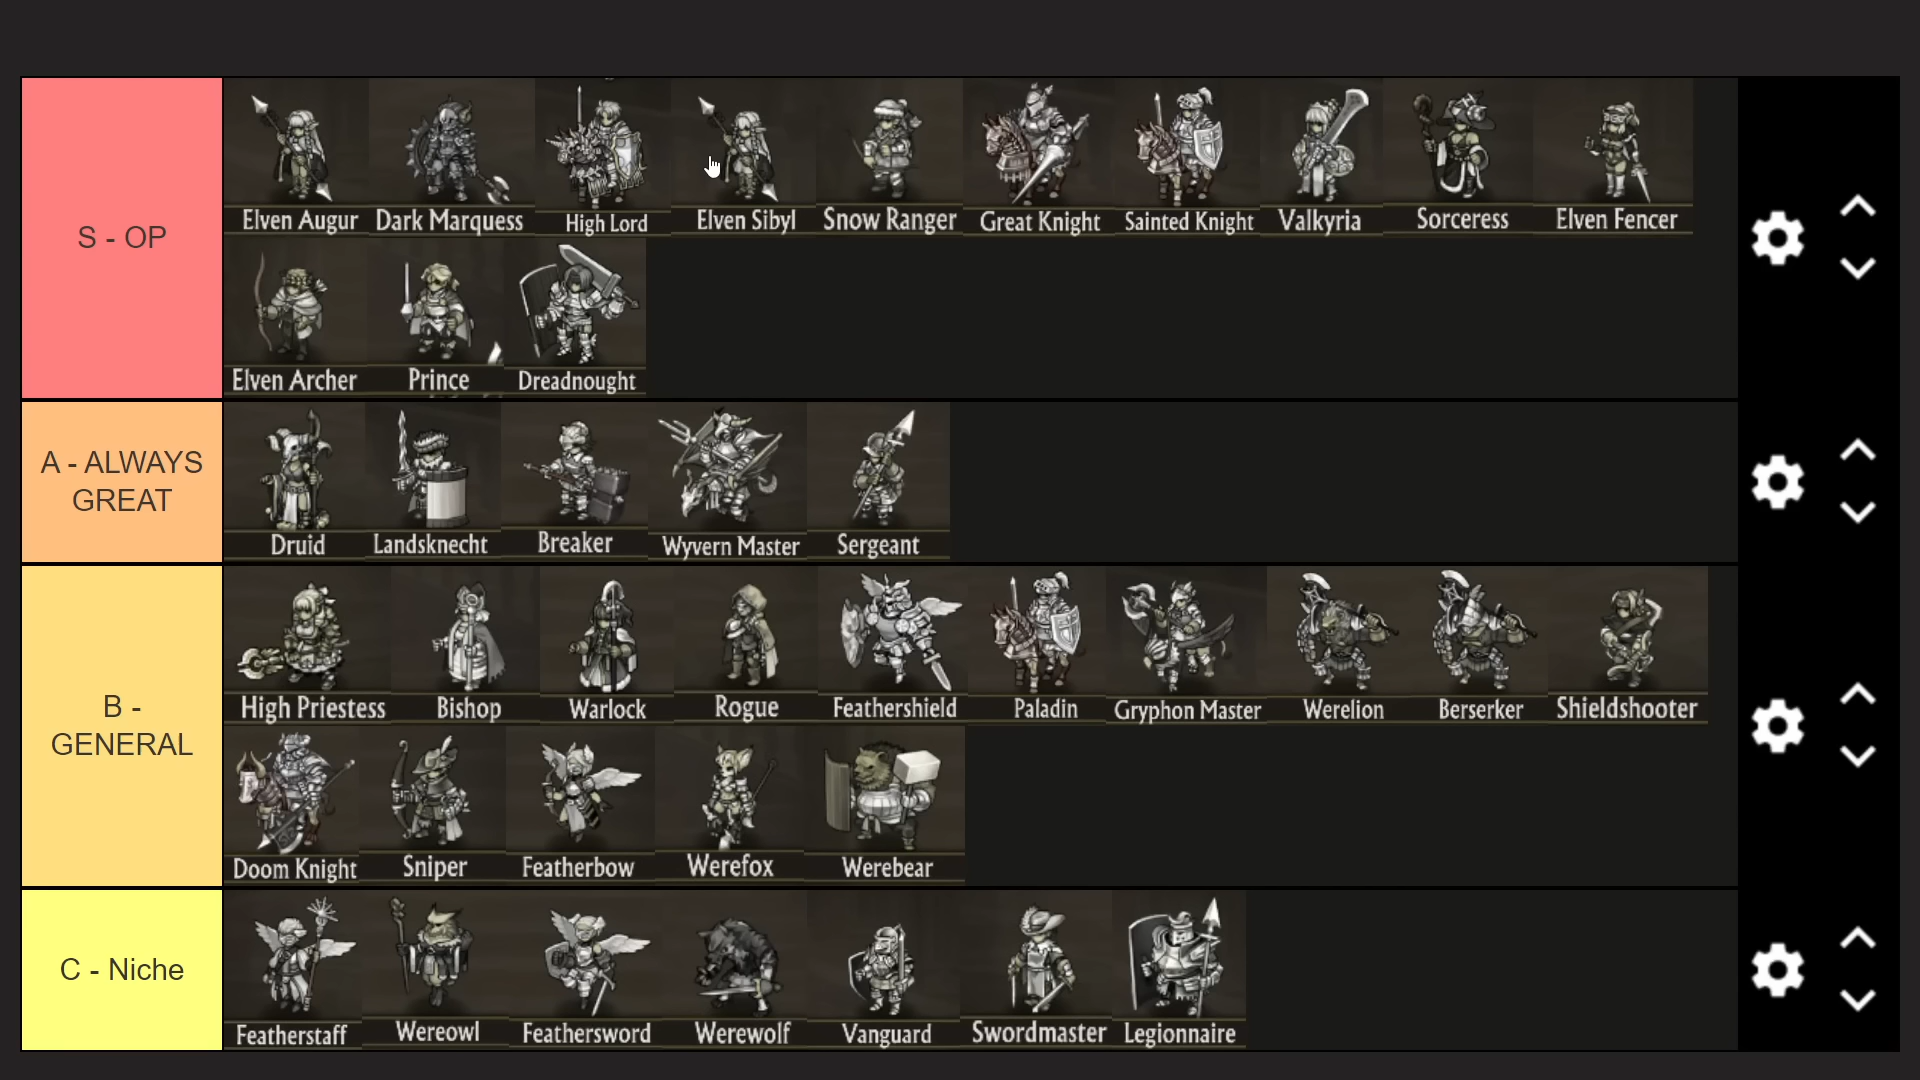 S - OP
Elven Augur
Dark Marquess
High Lord
Elven Sibyl
Snow Ranger
Great Knight
Sainted Knight
Valkyria
Sorceress
Elven Fencer
Elven Archer
Prince
Dreadnought
A - ALWAYS
GREAT
Druid
Landsknecht
Breaker
Wyvern Master
Sergeant
B -
GENERAL
High Priestess
Bishop
Warlock
Rogue
Feathershield
Paladin
Gryphon Master
Werelion
Berserker
Shieldshooter
Doom Knight
Sniper
Featherbow
Werefox
Werebear
C - Niche
Featherstaff
Wereowl
Feathersword
Werewolf
Vanguard
Swordmaster
Legionnaire